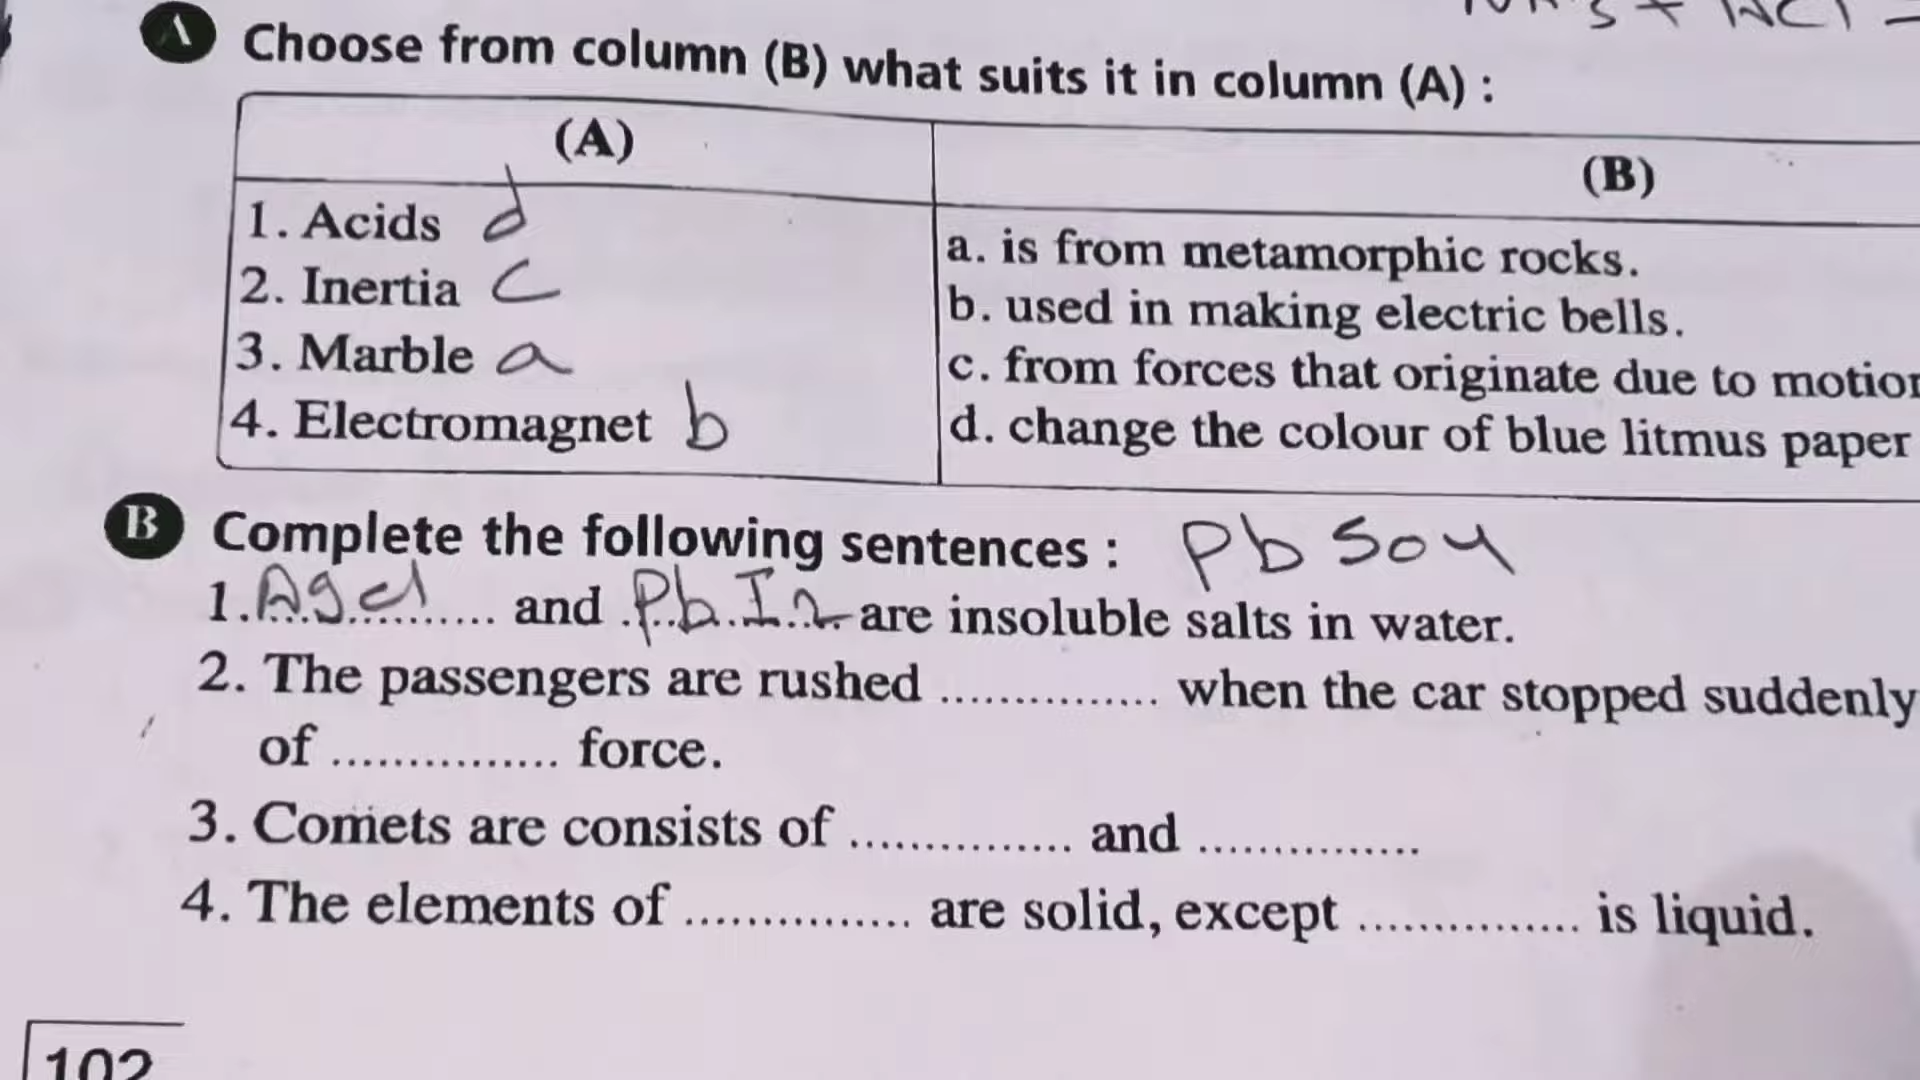 + HCl -
A Choose from column (B) what suits it in column (A) :
(A) (B)
1. Acids d
2. Inertia c
3. Marble a
4. Electromagnet b
a. is from metamorphic rocks.
b. used in making electric bells.
c. from forces that originate due to motion
d. change the colour of blue litmus paper
B Complete the following sentences : Pb SO4
1. Agcl ............ and Pb I2 are insoluble salts in water.
2. The passengers are rushed ............... when the car stopped suddenly
of ............... force.
3. Comets are consists of ............... and ...............
4. The elements of ............... are solid, except ............... is liquid.
102